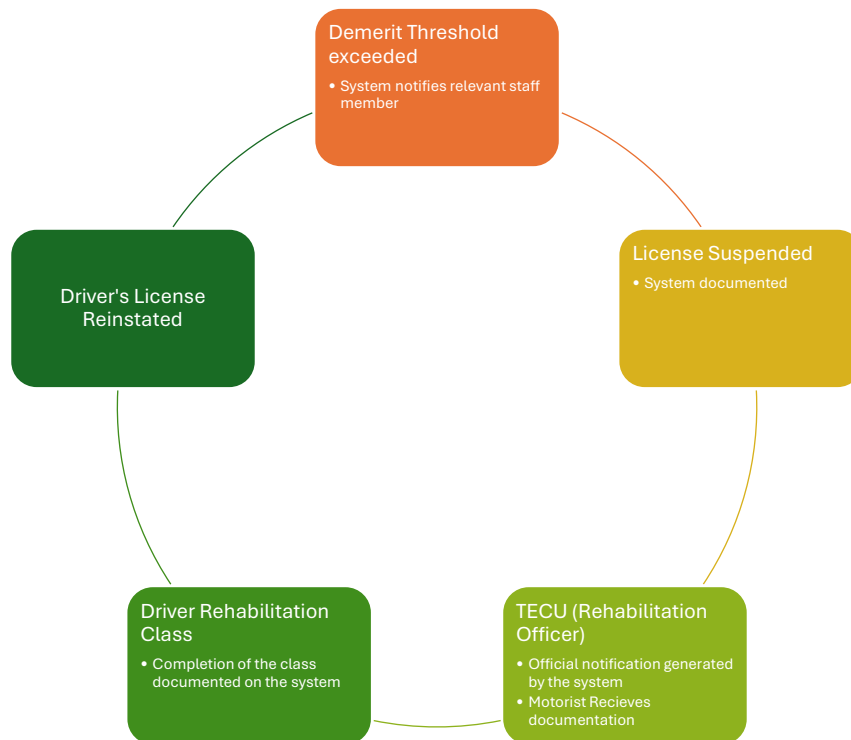 Demerit Threshold
exceeded
• System notifies relevant staff
member
License Suspended
• System documented
TECU (Rehabilitation
Officer)
• Official notification generated
by the system
• Motorist Recieves
documentation
Driver Rehabilitation
Class
• Completion of the class
documented on the system
Driver's License
Reinstated